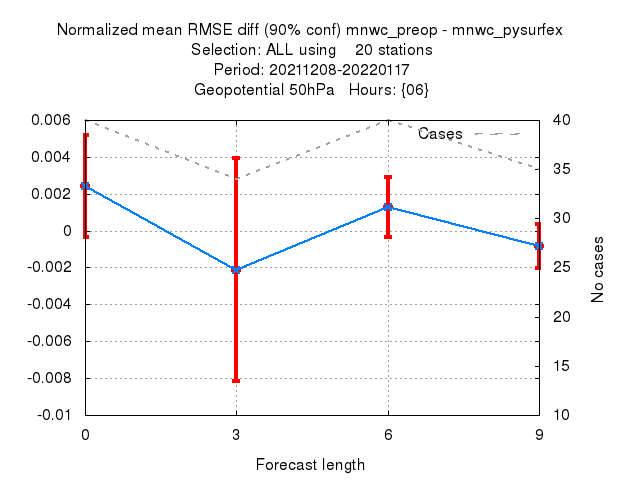 Normalized mean RMSE diff (90% conf) mnwc_preop - mnwc_pysurfex
Selection: ALL using    20 stations
Period: 20211208-20220117
Geopotential 50hPa   Hours: {06}
Cases
0.006
0.004
0.002
0
-0.002
-0.004
-0.006
-0.008
-0.01
40
35
30
25
20
15
10
No cases
0 3 6 9
Forecast length